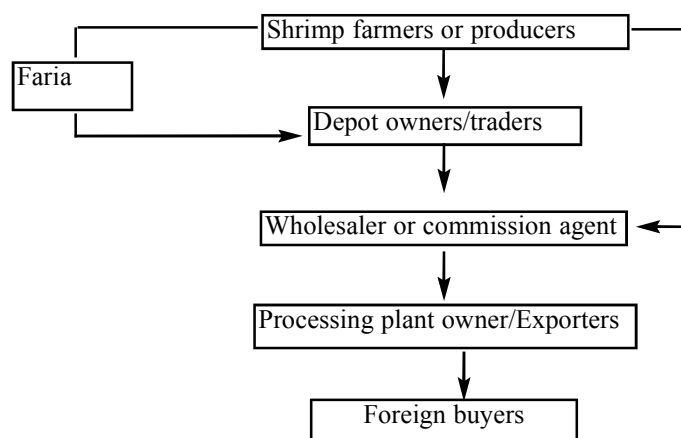 Shrimp farmers or producers
Faria
Depot owners/traders
Wholesaler or commission agent
Processing plant owner/Exporters
Foreign buyers